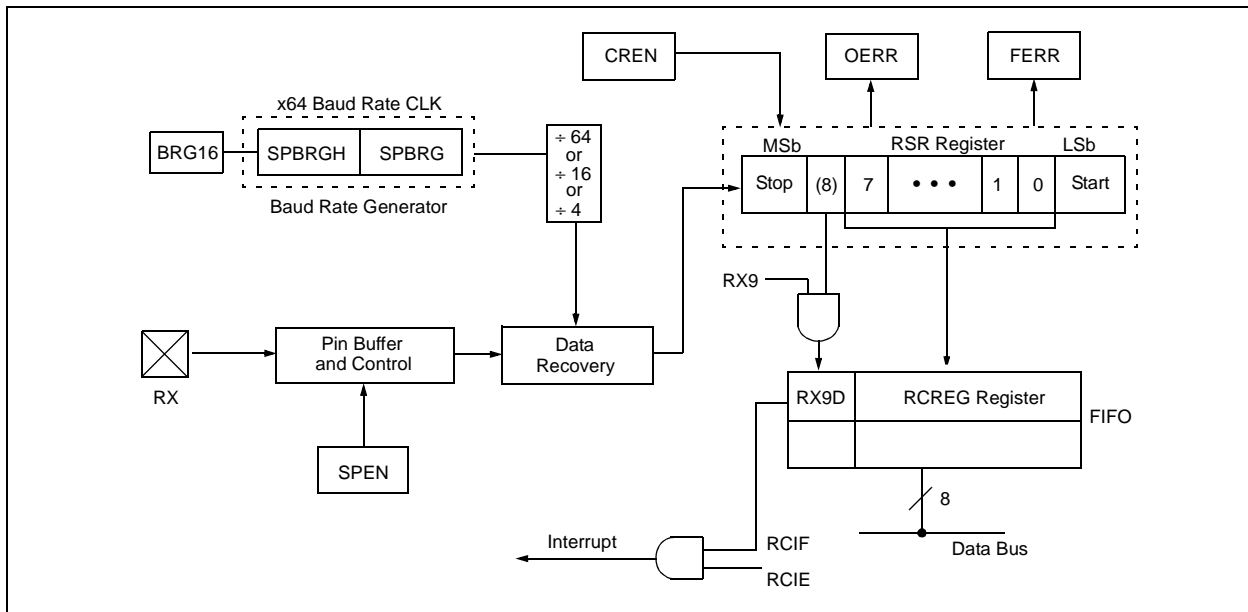 CREN
OERR
FERR
x64 Baud Rate CLK
BRG16
SPBRGH
SPBRG
Baud Rate Generator
÷ 64
or
÷ 16
or
÷ 4
MSb
RSR Register
LSb
Stop
(8)
7
• • •
1
0
Start
RX9
RX
Pin Buffer
and Control
Data
Recovery
SPEN
RX9D
RCREG Register
FIFO
8
Data Bus
Interrupt
RCIF
RCIE